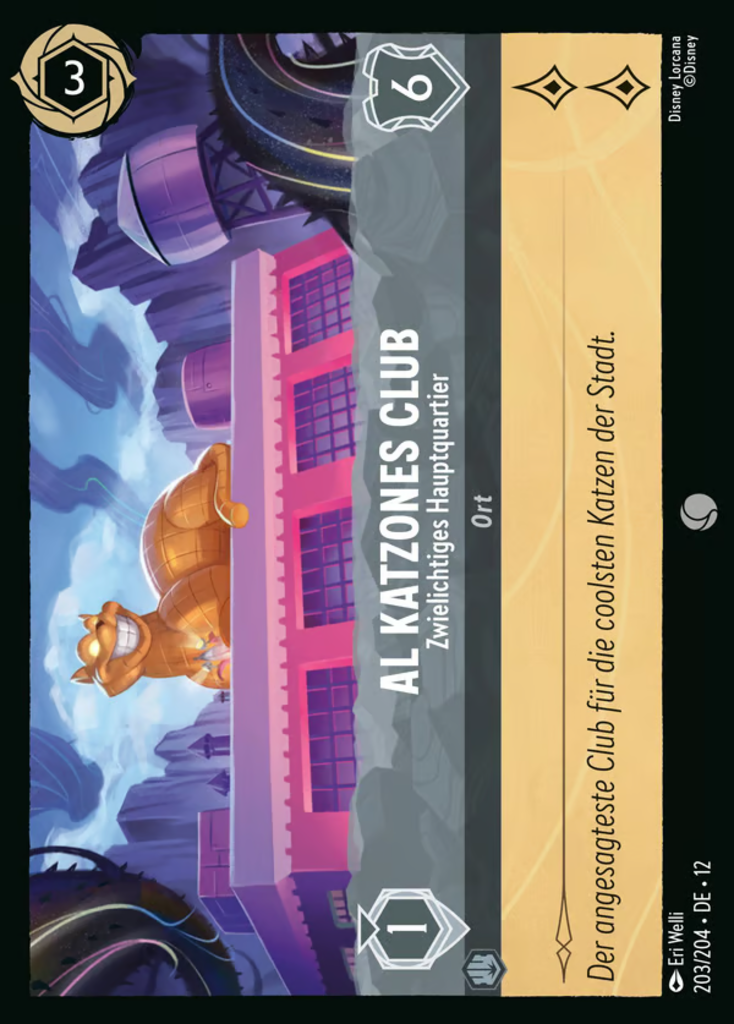 3
1
AL KATZONES CLUB
6
Zwielichtiges Hauptquartier
Ort
Der angesagteste Club für die coolsten Katzen der Stadt.
Eri Welli
203/204 • DE • 12
Disney Lorcana
©Disney